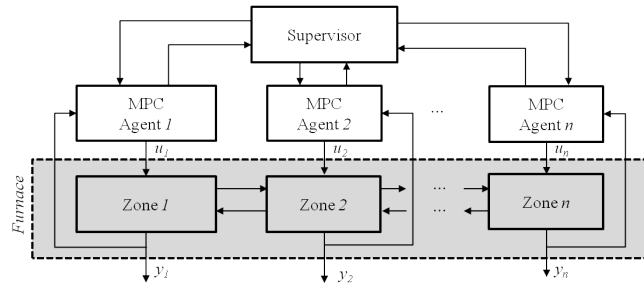 Supervisor
MPC
Agent 1
MPC
Agent 2
...
MPC
Agent n
u1
u2
un
Furnace
Zone 1
Zone 2
...
...
Zone n
y1
y2
yn